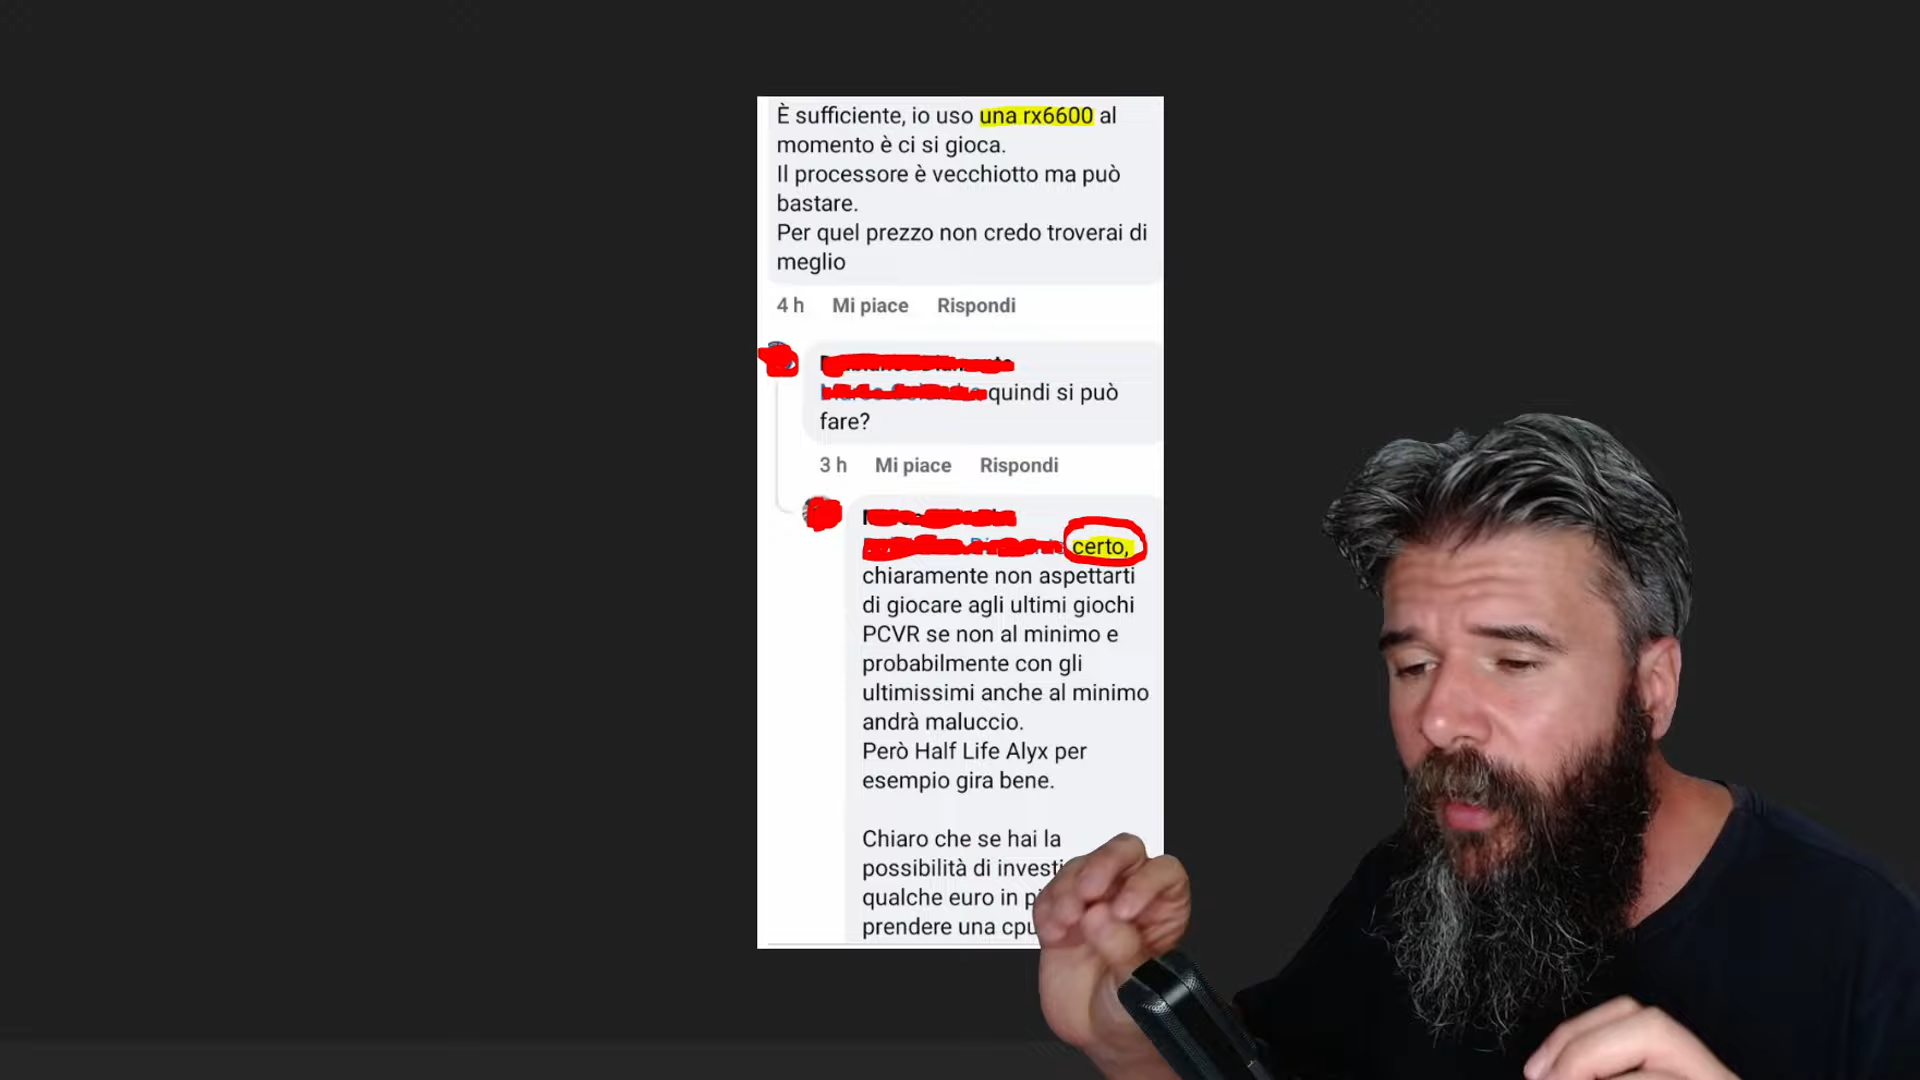 È sufficiente, io uso una rx6600 al
momento è ci si gioca.
Il processore è vecchiotto ma può
bastare.
Per quel prezzo non credo troverai di
meglio
4 h Mi piace Rispondi
quindi si può
fare?
3 h Mi piace Rispondi
certo,
chiaramente non aspettarti
di giocare agli ultimi giochi
PCVR se non al minimo e
probabilmente con gli
ultimissimi anche al minimo
andrà maluccio.
Però Half Life Alyx per
esempio gira bene.
Chiaro che se hai la
possibilità di
qualche euro in
prendere una cpu